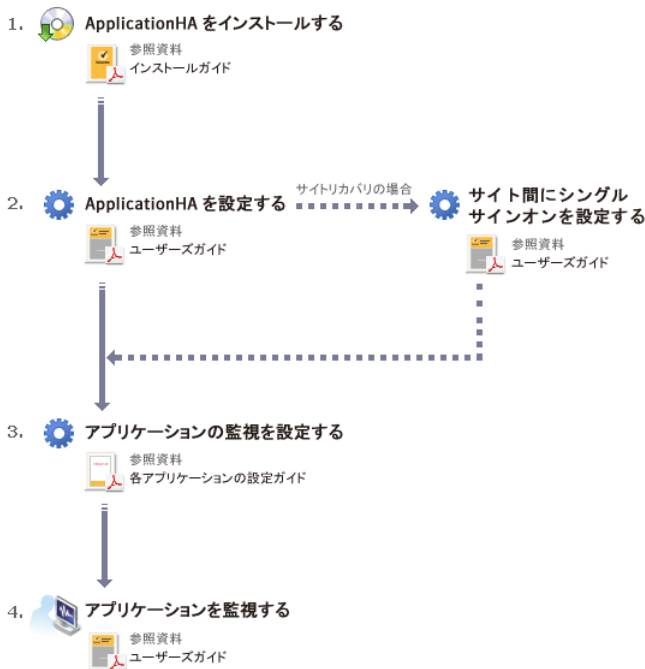 1. ApplicationHA をインストールする
参照資料
インストールガイド
2. ApplicationHA を設定する
参照資料
ユーザーズガイド
サイトリカバリの場合
サイト間にシングル
サインオンを設定する
参照資料
ユーザーズガイド
3. アプリケーションの監視を設定する
参照資料
各アプリケーションの設定ガイド
4. アプリケーションを監視する
参照資料
ユーザーズガイド